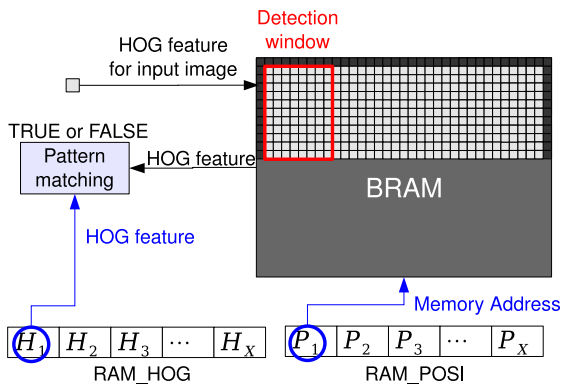 Detection
window
HOG feature
for input image
TRUE or FALSE
Pattern
matching
HOG feature
BRAM
HOG feature
Memory Address
H1 H2 H3 ... HX
P1 P2 P3 ... PX
RAM_HOG
RAM_POSI